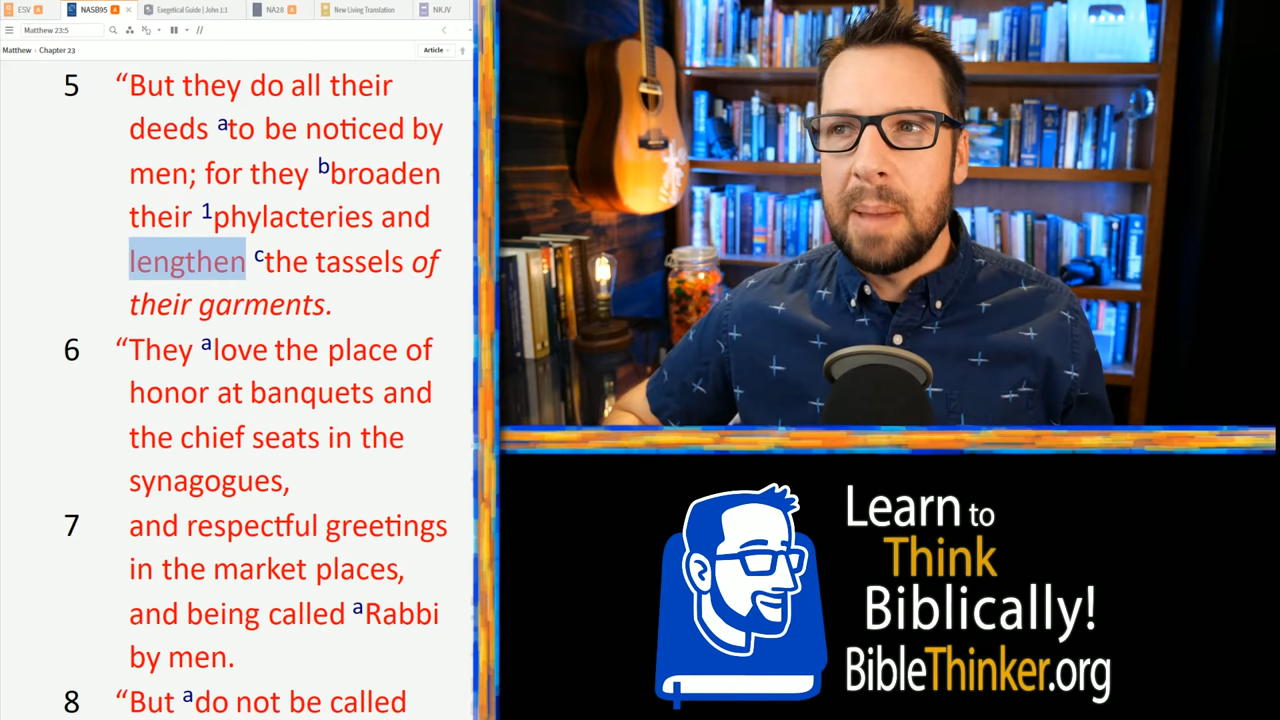 ESV A NASB95 A × Exegetical Guide | John 1:1 NA28 A New Living Translation NKJV
Matthew 23:5
Matthew › Chapter 23 Article
5 “But they do all their
deeds ato be noticed by
men; for they bbroaden
their 1phylacteries and
lengthen cthe tassels of
their garments.
6 “They alove the place of
honor at banquets and
the chief seats in the
synagogues,
7 and respectful greetings
in the market places,
and being called aRabbi
by men.
8 “But ado not be called
Learn to
Think
Biblically!
BibleThinker.org